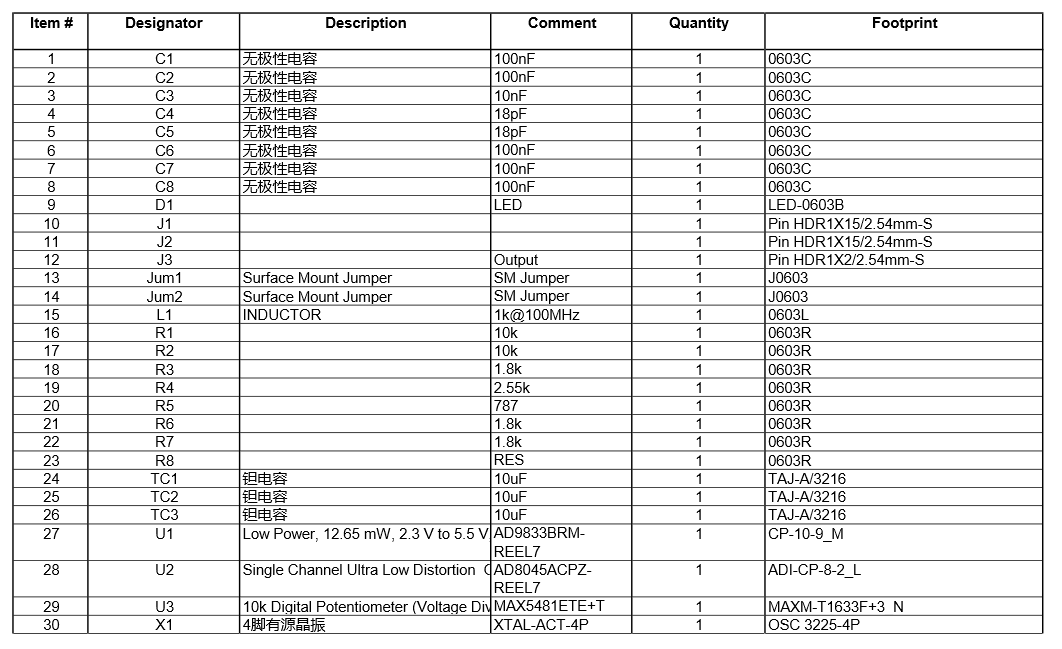 Item # Designator Description Comment Quantity Footprint
1 C1 无极性电容 100nF 1 0603C
2 C2 无极性电容 100nF 1 0603C
3 C3 无极性电容 10nF 1 0603C
4 C4 无极性电容 18pF 1 0603C
5 C5 无极性电容 18pF 1 0603C
6 C6 无极性电容 100nF 1 0603C
7 C7 无极性电容 100nF 1 0603C
8 C8 无极性电容 100nF 1 0603C
9 D1 LED 1 LED-0603B
10 J1 1 Pin HDR1X15/2.54mm-S
11 J2 1 Pin HDR1X15/2.54mm-S
12 J3 Output 1 Pin HDR1X2/2.54mm-S
13 Jum1 Surface Mount Jumper SM Jumper 1 J0603
14 Jum2 Surface Mount Jumper SM Jumper 1 J0603
15 L1 INDUCTOR 1k@100MHz 1 0603L
16 R1 10k 1 0603R
17 R2 10k 1 0603R
18 R3 1.8k 1 0603R
19 R4 2.55k 1 0603R
20 R5 787 1 0603R
21 R6 1.8k 1 0603R
22 R7 1.8k 1 0603R
23 R8 RES 1 0603R
24 TC1 钽电容 10uF 1 TAJ-A/3216
25 TC2 钽电容 10uF 1 TAJ-A/3216
26 TC3 钽电容 10uF 1 TAJ-A/3216
27 U1 Low Power, 12.65 mW, 2.3 V to 5.5 V AD9833BRM- 1 CP-10-9_M
REEL7
28 U2 Single Channel Ultra Low Distortion AD8045ACPZ- 1 ADI-CP-8-2_L
REEL7
29 U3 10k Digital Potentiometer (Voltage Div MAX5481ETE+T 1 MAXM-T1633F+3_N
30 X1 4脚有源晶振 XTAL-ACT-4P 1 OSC 3225-4P